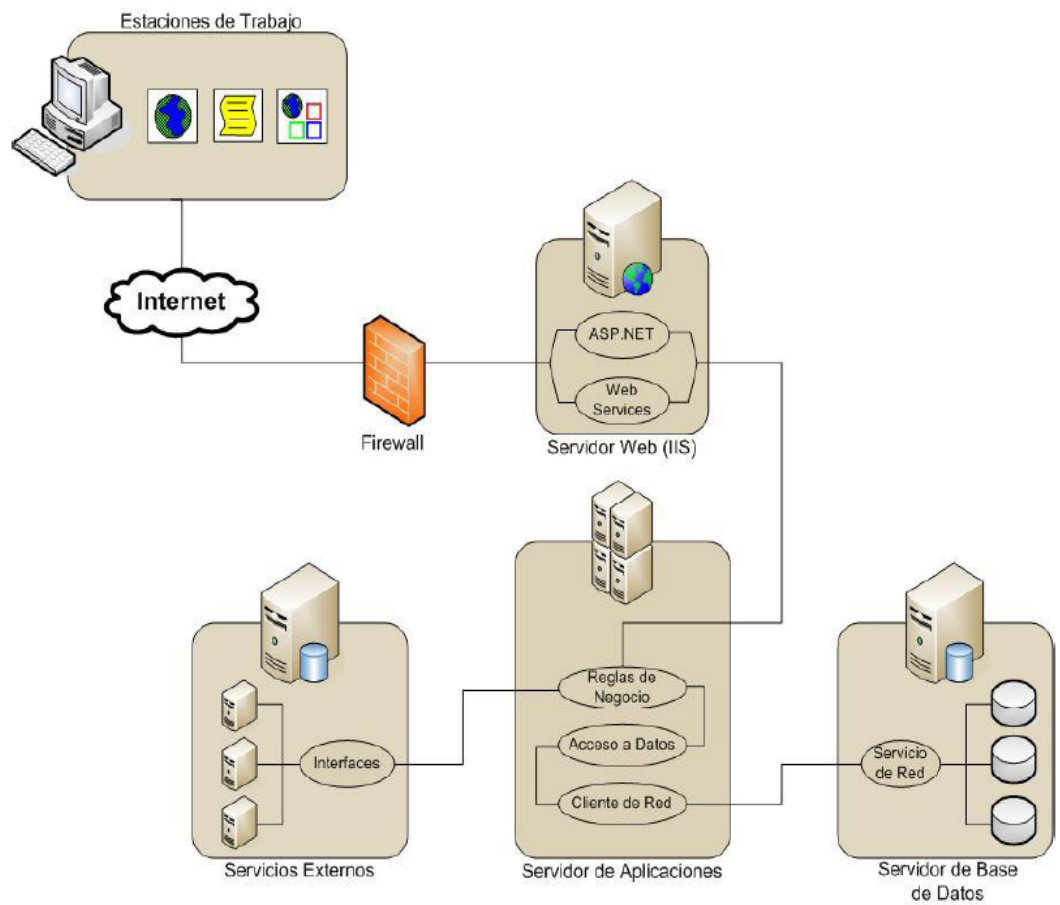 Estaciones de Trabajo
Internet
Firewall
ASP.NET
Web
Services
Servidor Web (IIS)
Reglas de
Negocio
Acceso a Datos
Cliente de Red
Servidor de Aplicaciones
Interfaces
Servicios Externos
Servicio
de Red
Servidor de Base
de Datos